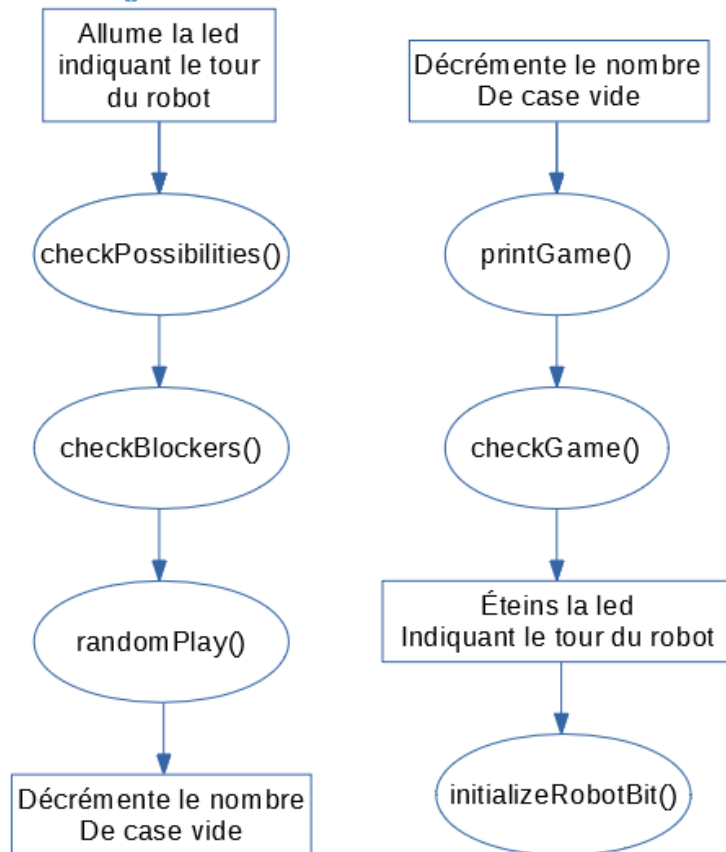 Allume la led
indiquant le tour
du robot
checkPossibilities()
checkBlockers()
randomPlay()
Décrémente le nombre
De case vide
Décrémente le nombre
De case vide
printGame()
checkGame()
Éteins la led
Indiquant le tour du robot
initializeRobotBit()